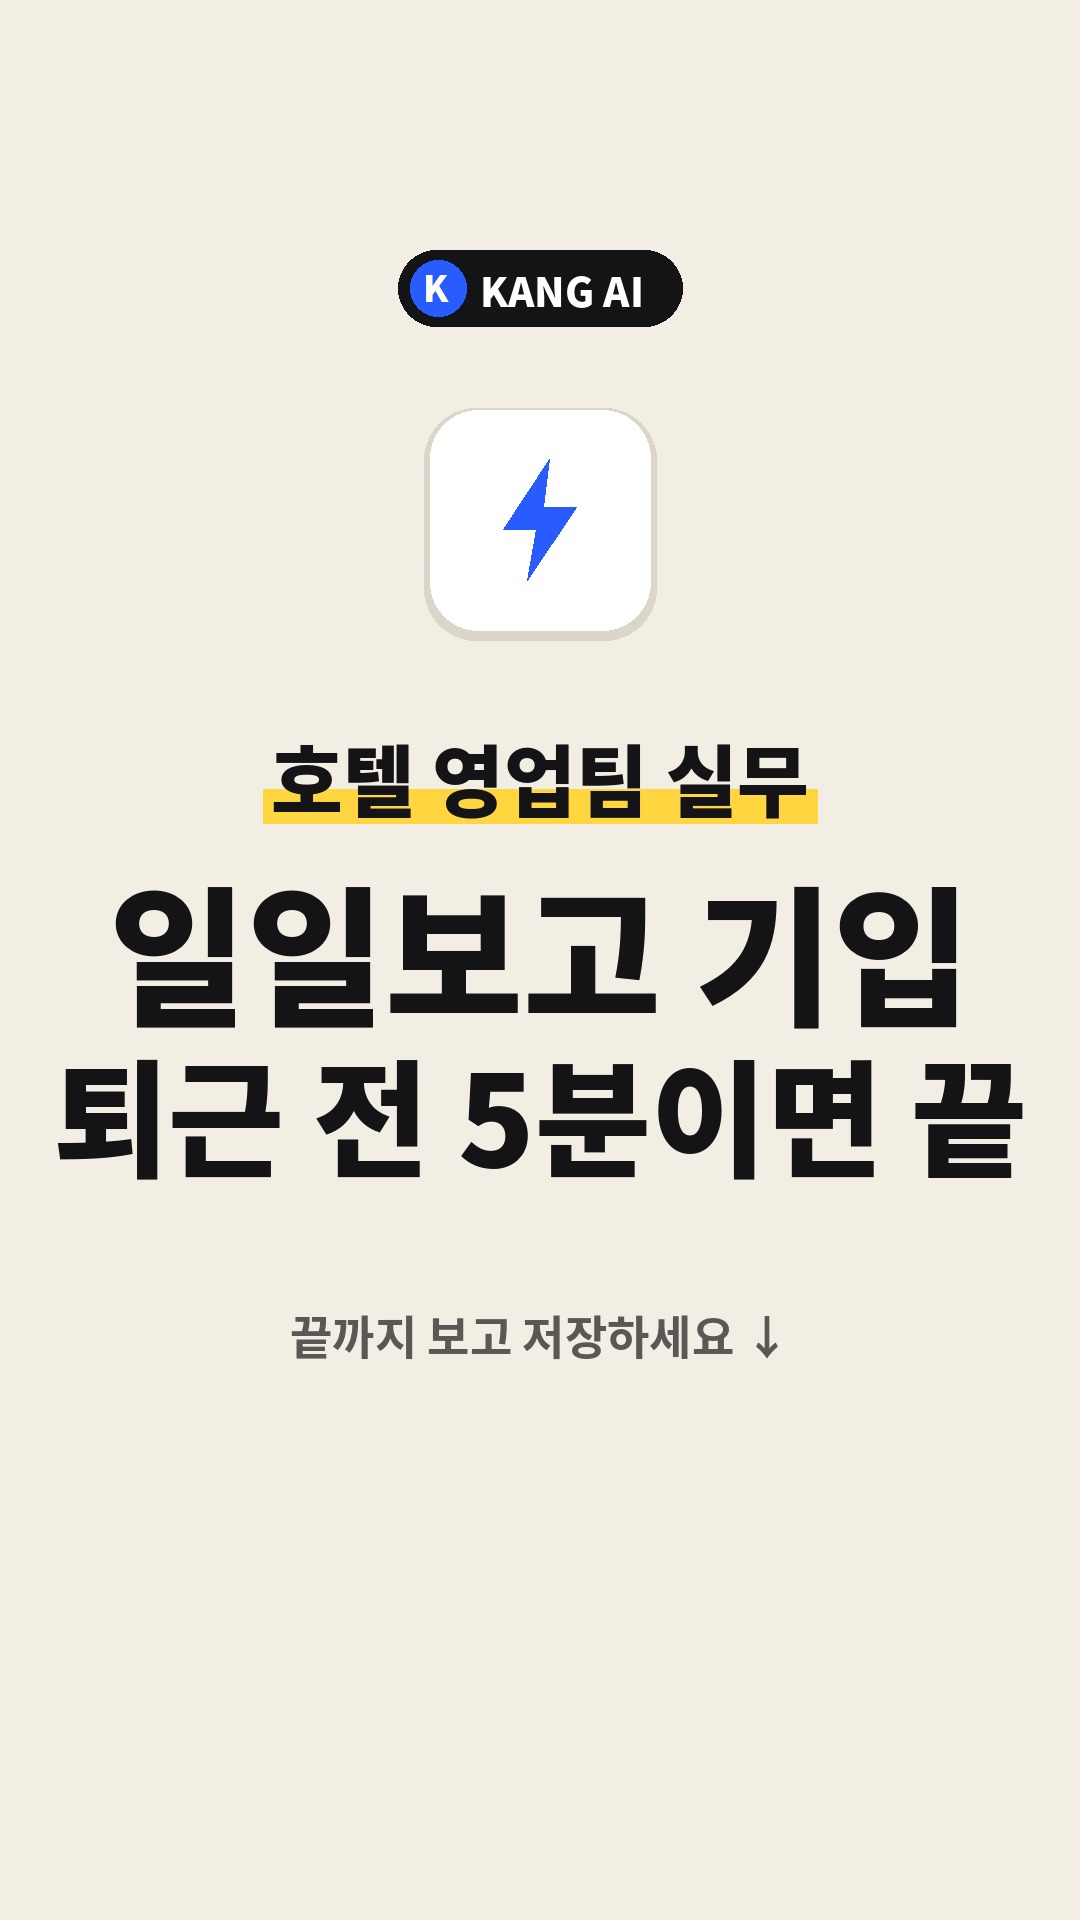 K KANG AI
호텔 영업팀 실무
일일보고 기입
퇴근 전 5분이면 끝
끝까지 보고 저장하세요 ↓